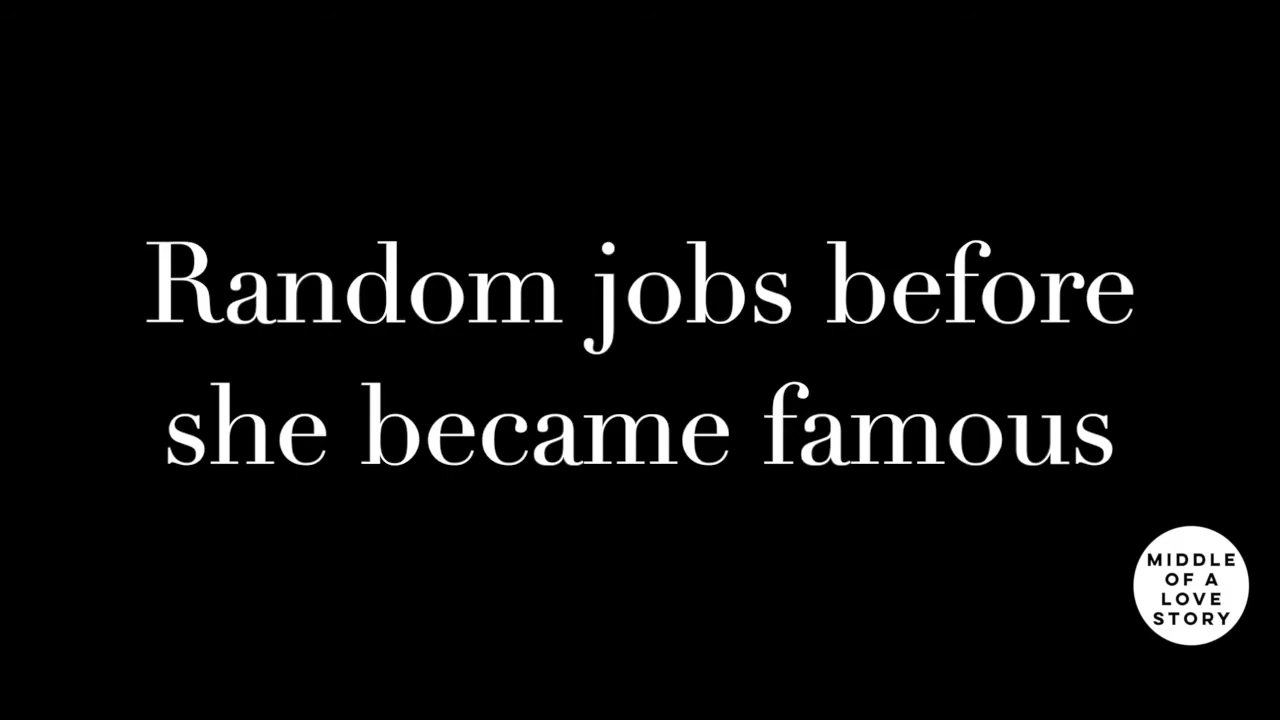 Random jobs before
she became famous
MIDDLE
OF A
LOVE
STORY